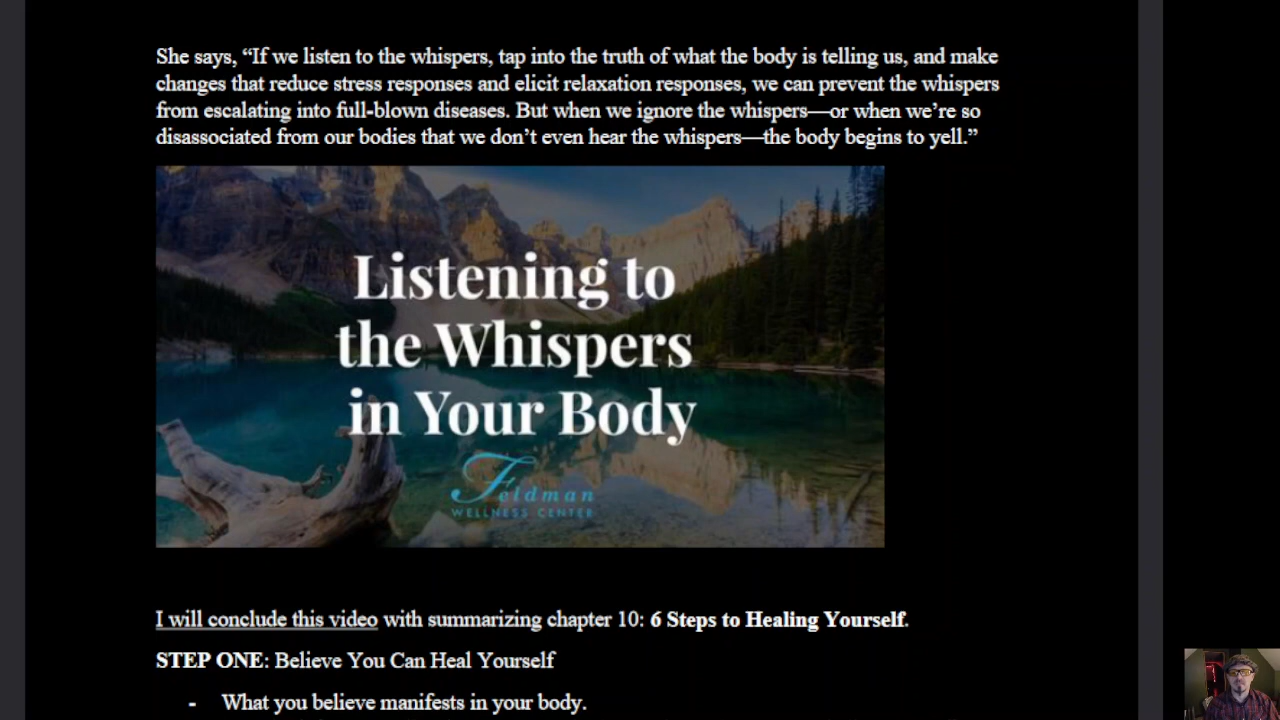 She says, “If we listen to the whispers, tap into the truth of what the body is telling us, and make
changes that reduce stress responses and elicit relaxation responses, we can prevent the whispers
from escalating into full-blown diseases. But when we ignore the whispers—or when we’re so
disassociated from our bodies that we don’t even hear the whispers—the body begins to yell.”
Listening to
the Whispers
in Your Body
Feldman
WELLNESS CENTER
I will conclude this video with summarizing chapter 10: 6 Steps to Healing Yourself.
STEP ONE: Believe You Can Heal Yourself
- What you believe manifests in your body.